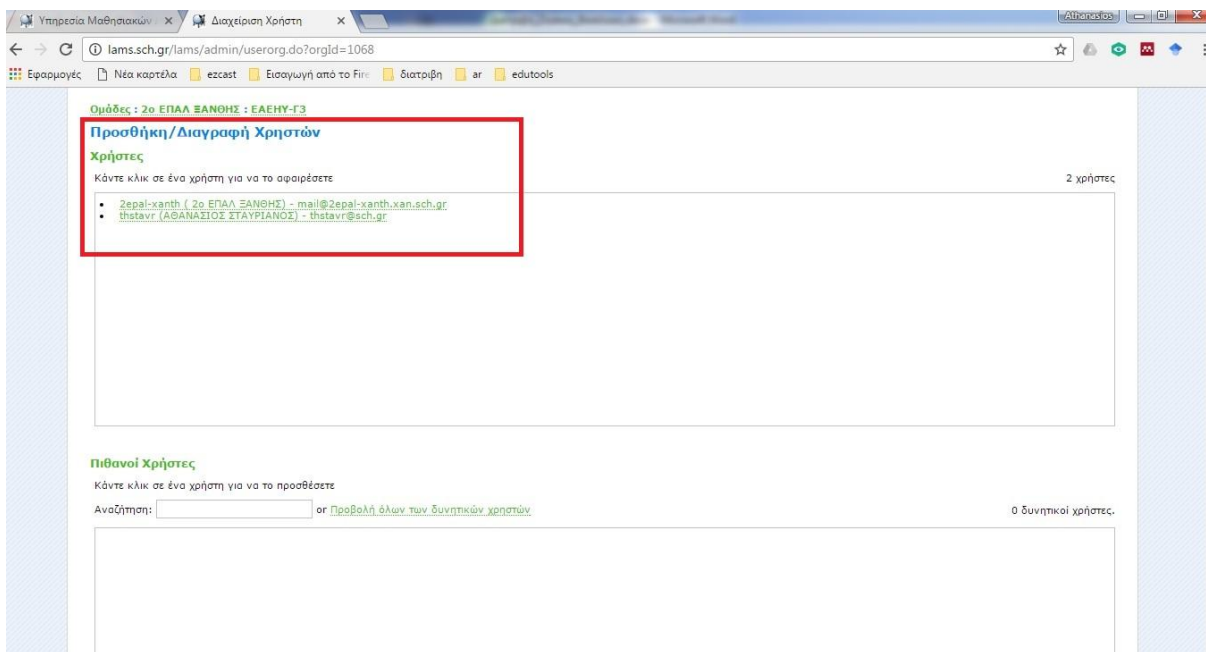 Υπηρεσία Μαθησιακών
Διαχείριση Χρήστη
Athanasios
lams.sch.gr/lams/admin/userorg.do?orgId=1068
Εφαρμογές Νέα καρτέλα ezcast Εισαγωγή από το Fire διατριβη ar edutools
Ομάδες : 2ο ΕΠΑΛ ΞΑΝΘΗΣ : ΕΑΕΗΥ-Γ3
Προσθήκη/Διαγραφή Χρηστών
Χρήστες
Κάντε κλικ σε ένα χρήστη για να το αφαιρέσετε 2 χρήστες
2epal-xanth ( 2ο ΕΠΑΛ ΞΑΝΘΗΣ) - mail@2epal-xanth.xan.sch.gr
thstavr (ΑΘΑΝΑΣΙΟΣ ΣΤΑΥΡΙΑΝΟΣ) - thstavr@sch.gr
Πιθανοί Χρήστες
Κάντε κλικ σε ένα χρήστη για να το προσθέσετε
Αναζήτηση: or Προβολή όλων των δυνητικών χρηστών 0 δυνητικοί χρήστες.